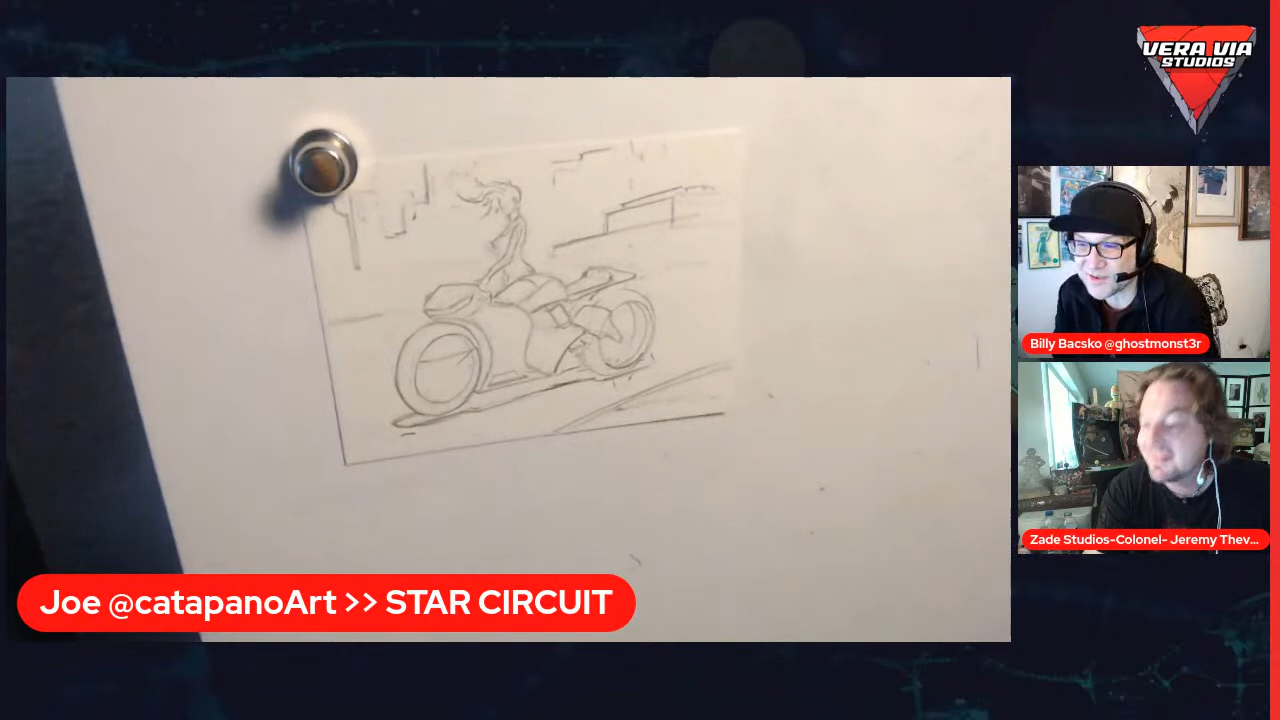 VERA VIA
STUDIOS
Billy Bacsko @ghostmonst3r
Zade Studios-Colonel- Jeremy Thev...
Joe @catapanoArt >> STAR CIRCUIT